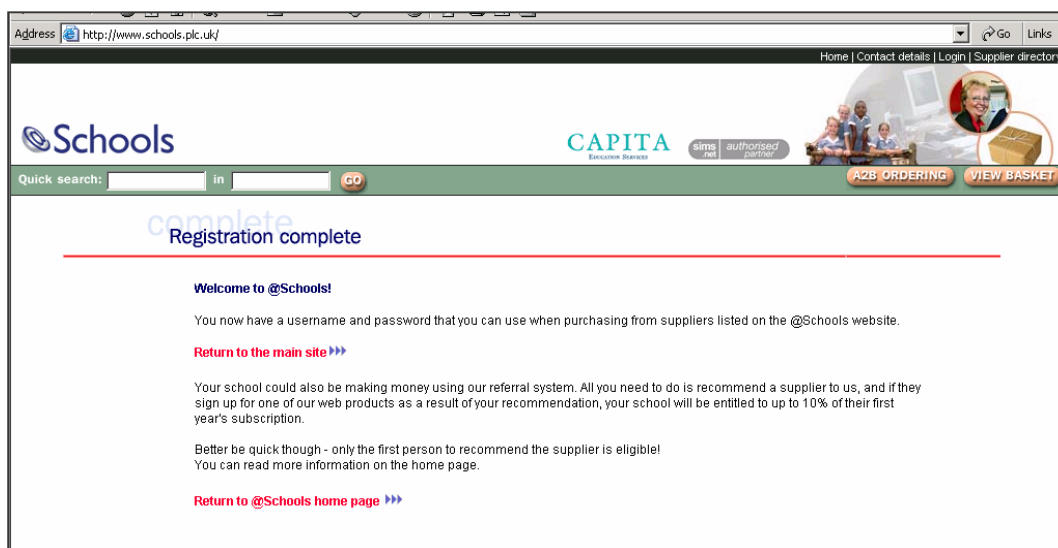 Address http://www.schools.plc.uk/ Go Links
Home | Contact details | Login | Supplier directory
@Schools
CAPITA
EDUCATION SERVICES
sims .net authorised partner
Quick search: in GO A2B ORDERING VIEW BASKET
complete
Registration complete
Welcome to @Schools!
You now have a username and password that you can use when purchasing from suppliers listed on the @Schools website.
Return to the main site
Your school could also be making money using our referral system. All you need to do is recommend a supplier to us, and if they
sign up for one of our web products as a result of your recommendation, your school will be entitled to up to 10% of their first
year's subscription.
Better be quick though - only the first person to recommend the supplier is eligible!
You can read more information on the home page.
Return to @Schools home page